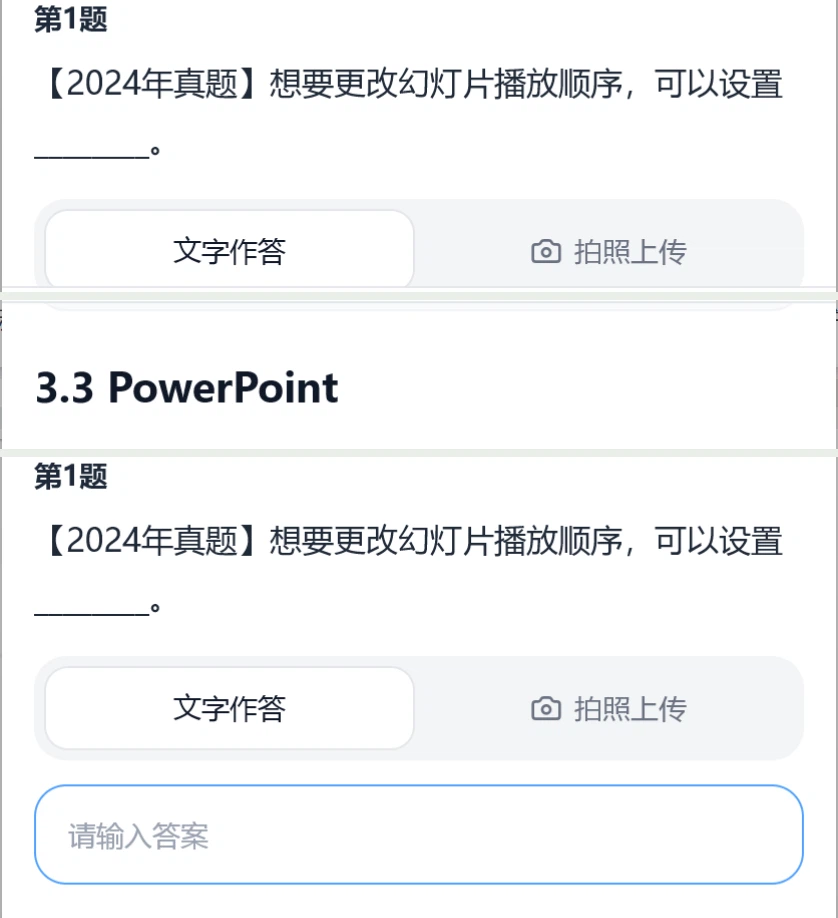 第1题
【2024年真题】想要更改幻灯片播放顺序，可以设置
________。
文字作答
拍照上传
3.3 PowerPoint
第1题
【2024年真题】想要更改幻灯片播放顺序，可以设置
________。
文字作答
拍照上传
请输入答案